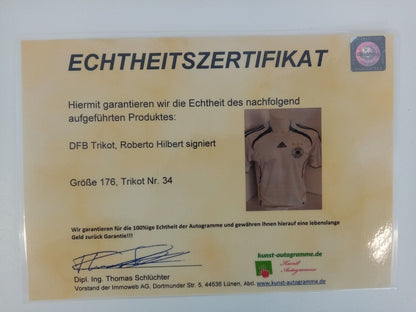 ECHTHEITSZERTIFIKAT
Hiermit garantieren wir die Echtheit des nachfolgend
aufgeführten Produktes:
DFB Trikot, Roberto Hilbert signiert
Größe 176, Trikot Nr. 34
Wir garantieren für die 100%ige Echtheit der Autogramme und gewähren Ihnen hierauf eine lebenslange
Geld zurück Garantie!!!
kunst-autogramme.de
Kunst
Autogramme
Dipl. Ing. Thomas Schlüchter
Vorstand der Immoweb AG, Dortmunder Str. 5, 44536 Lünen, Abt. www.kunst-autogramme.de